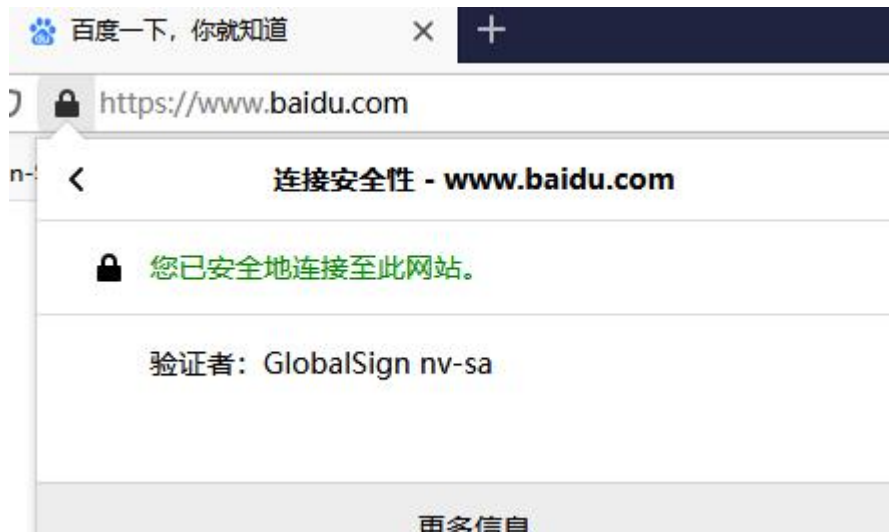 百度一下，你就知道
https://www.baidu.com
连接安全性 - www.baidu.com
您已安全地连接至此网站。
验证者：GlobalSign nv-sa
更多信息